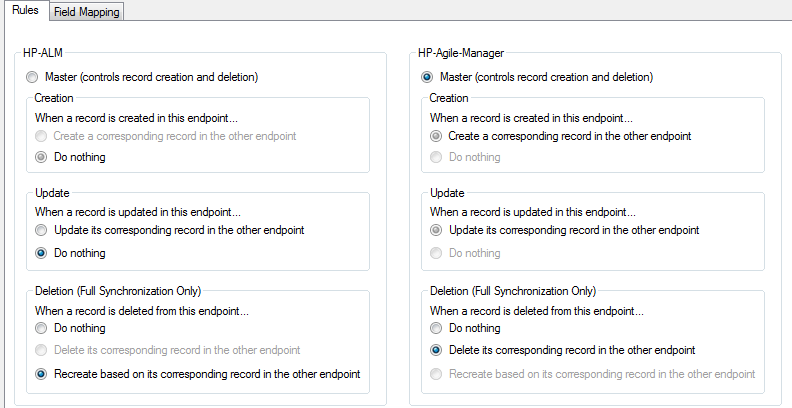 Rules
Field Mapping
HP-ALM
Master (controls record creation and deletion)
Creation
When a record is created in this endpoint...
Create a corresponding record in the other endpoint
Do nothing
Update
When a record is updated in this endpoint...
Update its corresponding record in the other endpoint
Do nothing
Deletion (Full Synchronization Only)
When a record is deleted from this endpoint...
Do nothing
Delete its corresponding record in the other endpoint
Recreate based on its corresponding record in the other endpoint
HP-Agile-Manager
Master (controls record creation and deletion)
Creation
When a record is created in this endpoint...
Create a corresponding record in the other endpoint
Do nothing
Update
When a record is updated in this endpoint...
Update its corresponding record in the other endpoint
Do nothing
Deletion (Full Synchronization Only)
When a record is deleted from this endpoint...
Do nothing
Delete its corresponding record in the other endpoint
Recreate based on its corresponding record in the other endpoint